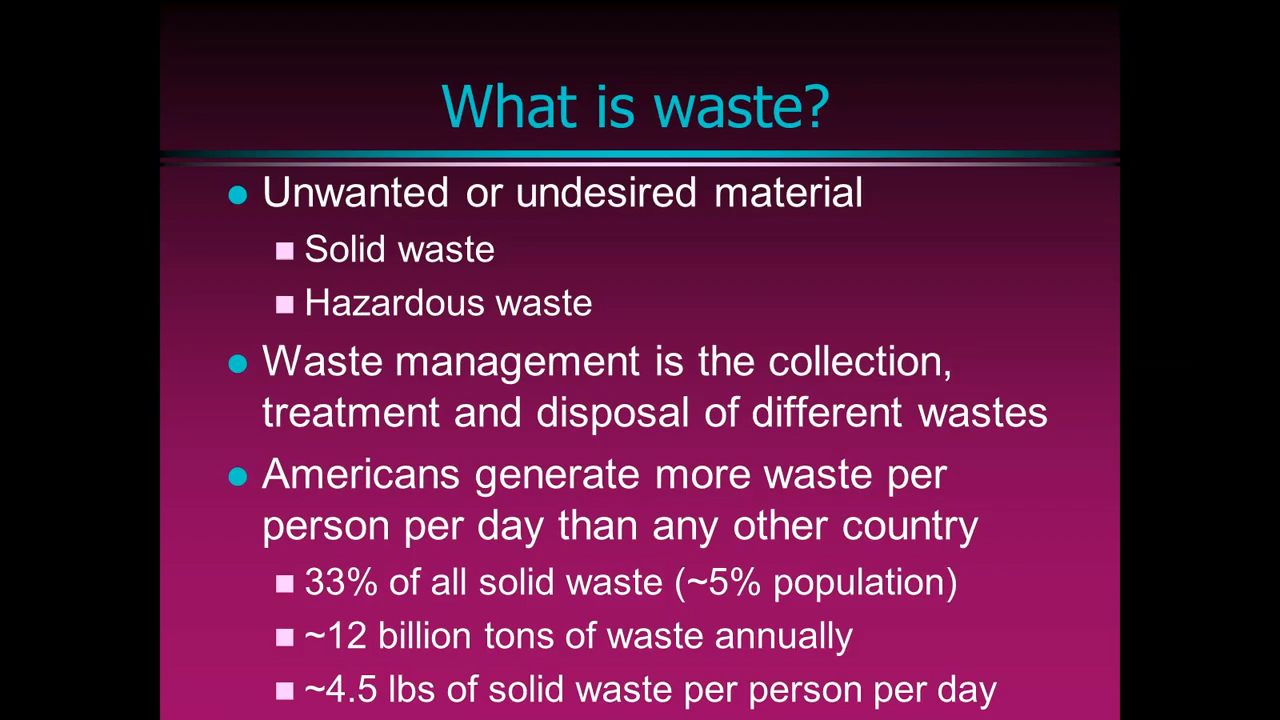 What is waste?
Unwanted or undesired material
Solid waste
Hazardous waste
Waste management is the collection,
treatment and disposal of different wastes
Americans generate more waste per
person per day than any other country
33% of all solid waste (~5% population)
~12 billion tons of waste annually
~4.5 lbs of solid waste per person per day